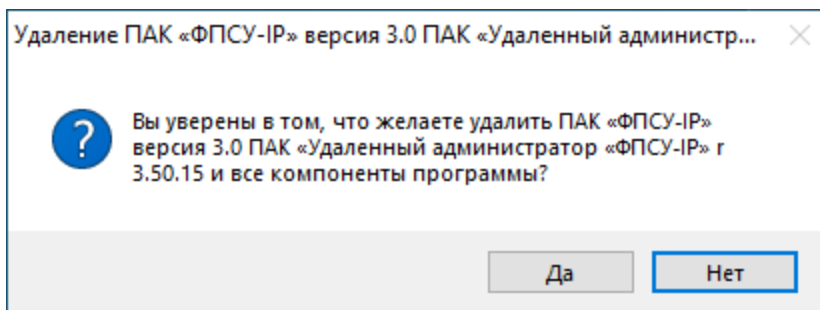 Удаление ПАК «ФПСУ-IP» версия 3.0 ПАК «Удаленный администр...
Вы уверены в том, что желаете удалить ПАК «ФПСУ-IP»
версия 3.0 ПАК «Удаленный администратор «ФПСУ-IP» r
3.50.15 и все компоненты программы?
Да
Нет